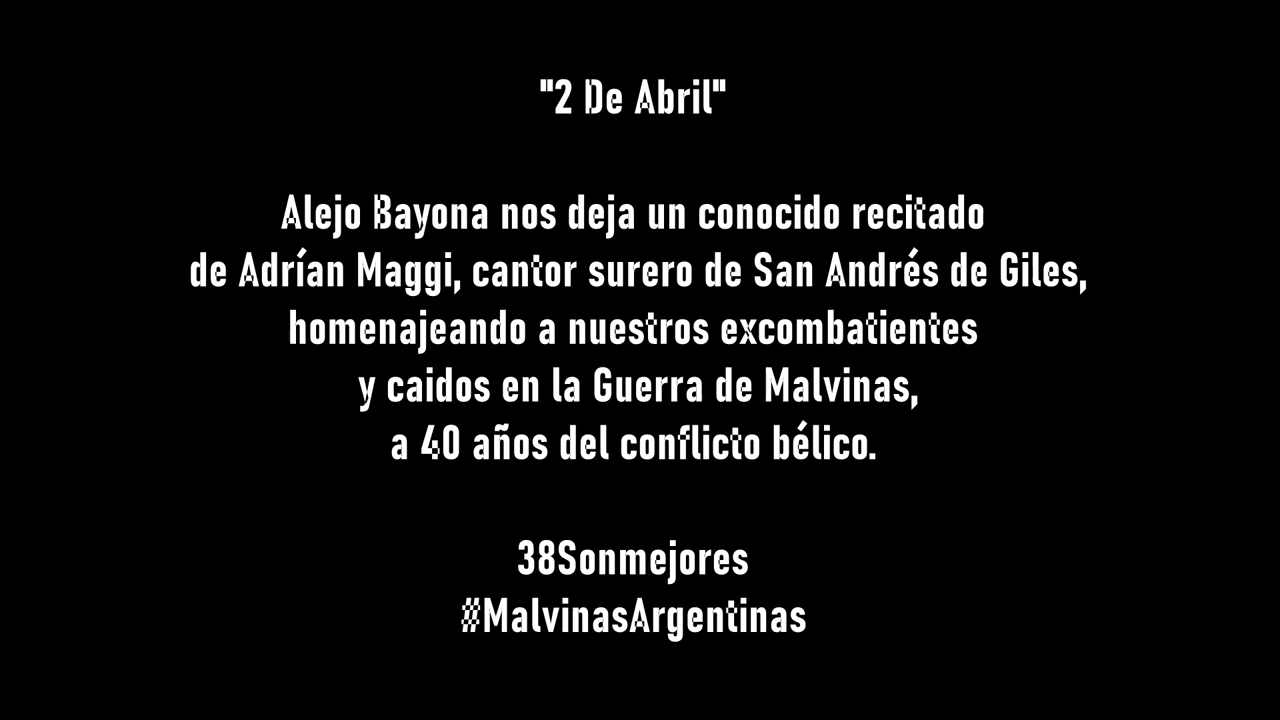 "2 De Abril"
Alejo Bayona nos deja un conocido recitado
de Adrían Maggi, cantor surero de San Andrés de Giles,
homenajeando a nuestros excombatientes
y caidos en la Guerra de Malvinas,
a 40 años del conflicto bélico.
38Sonmejores
#MalvinasArgentinas